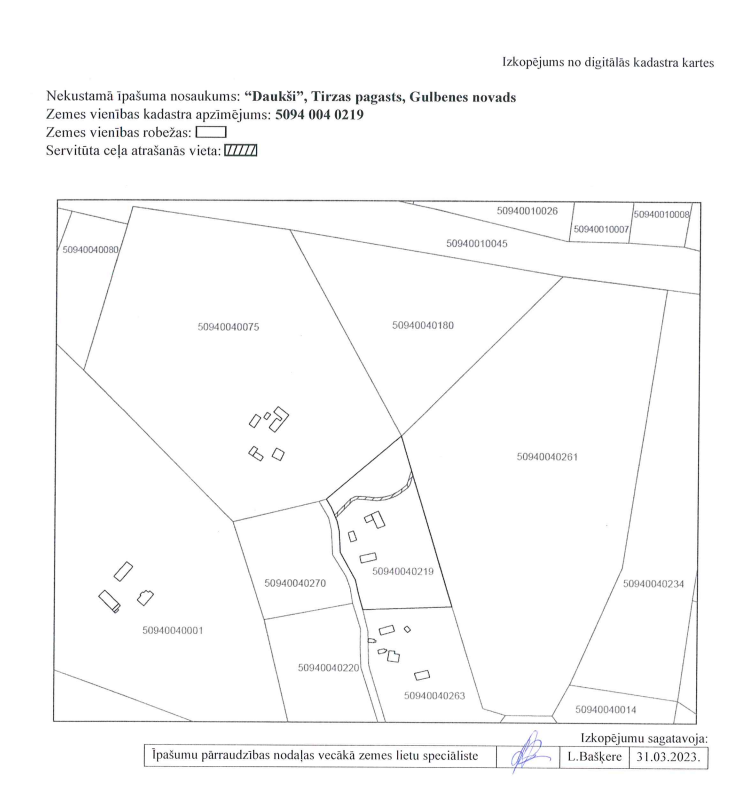 Izkopējums no digitālās kadastra kartes
Nekustamā īpašuma nosaukums: “Daukši”, Tirzas pagasts, Gulbenes novads
Zemes vienības kadastra apzīmējums: 5094 004 0219
Zemes vienības robežas:
Servitūta ceļa atrašanās vieta:
50940010026
50940010008
50940010007
50940010045
50940040080
50940040075
50940040180
50940040261
50940040219
50940040270
50940040234
50940040001
50940040220
50940040263
50940040014
Izkopējumu sagatavoja:
Īpašumu pārraudzības nodaļas vecākā zemes lietu speciāliste L.Bašķere 31.03.2023.